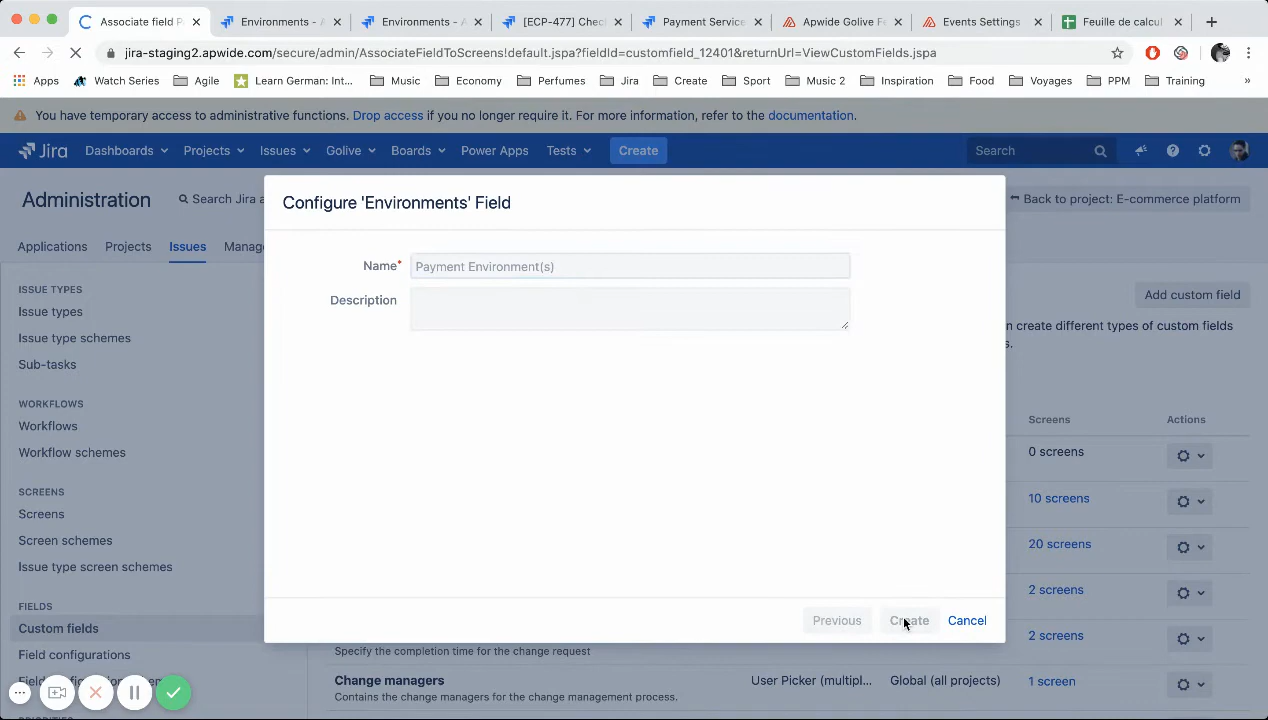 Associate field P
Environments - A
Environments - A
[ECP-477] Chec
Payment Service
Apwide Golive Fe
Events Settings
Feuille de calcul
jira-staging2.apwide.com/secure/admin/AssociateFieldToScreens!default.jspa?fieldId=customfield_12401&returnUrl=ViewCustomFields.jspa
Apps
Watch Series
Agile
Learn German: Int...
Music
Economy
Perfumes
Jira
Create
Sport
Music 2
Inspiration
Food
Voyages
PPM
Training
»
You have temporary access to administrative functions. Drop access if you no longer require it. For more information, refer to the documentation.
Jira
Dashboards
Projects
Issues
Golive
Boards
Power Apps
Tests
Create
Search
Administration
Search Jira a
Back to project: E-commerce platform
Applications
Projects
Issues
Manag
Configure 'Environments' Field
Name*
Payment Environment(s)
Description
Previous
Create
Cancel
ISSUE TYPES
Issue types
Issue type schemes
Sub-tasks
WORKFLOWS
Workflows
Workflow schemes
SCREENS
Screens
Screen schemes
Issue type screen schemes
FIELDS
Custom fields
Field configurations
Add custom field
n create different types of custom fields
s.
Screens
Actions
0 screens
10 screens
20 screens
2 screens
2 screens
Specify the completion time for the change request
Change managers
User Picker (multipl...
Global (all projects)
1 screen
Contains the change managers for the change management process.